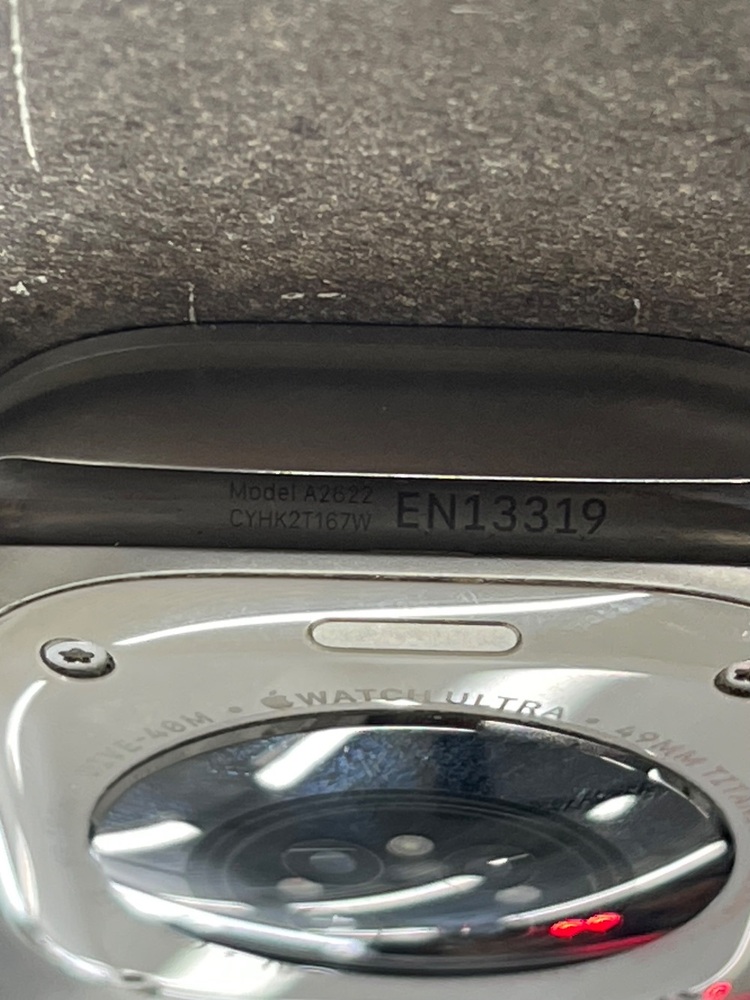 Model A2622
CYHK2T167W
EN13319
WATCH ULTRA • 49MM